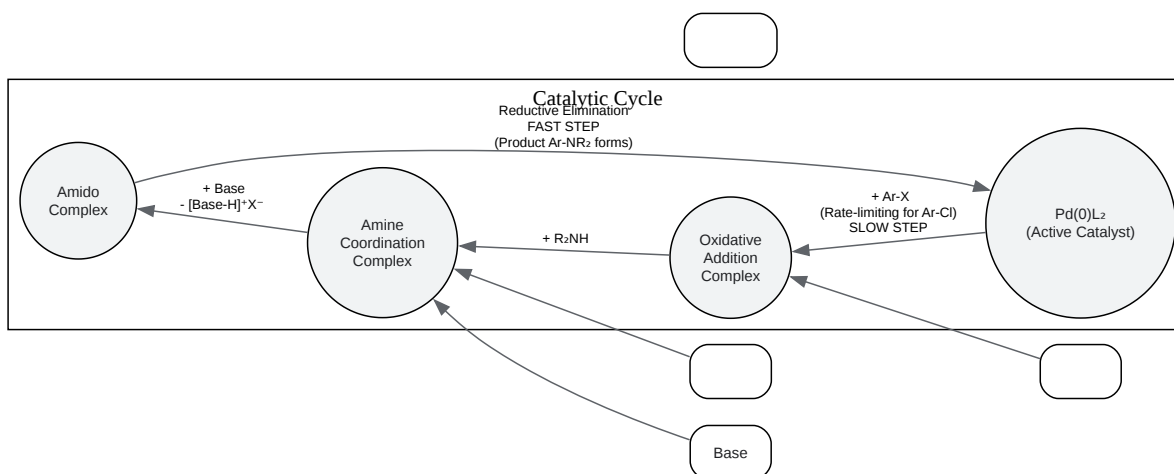 Catalytic Cycle
Reductive Elimination
FAST STEP
(Product Ar-NR₂ forms)
Amido
Complex
+ Base
- [Base-H]⁺X⁻
Amine
Coordination
Complex
+ R₂NH
Oxidative
Addition
Complex
+ Ar-X
(Rate-limiting for Ar-Cl)
SLOW STEP
Pd(0)L₂
(Active Catalyst)
Base